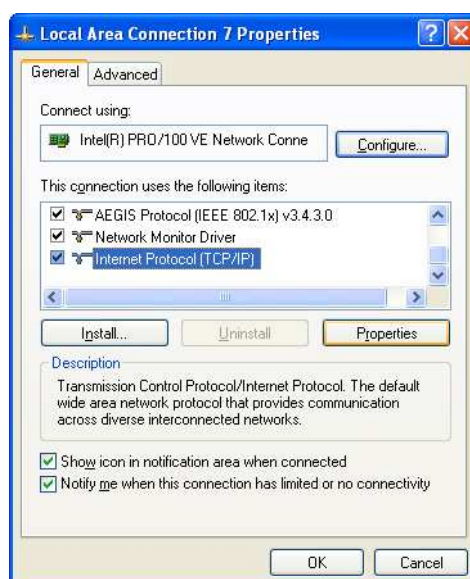 Local Area Connection 7 Properties
General Advanced
Connect using:
Intel(R) PRO/100 VE Network Conne
Configure...
This connection uses the following items:
AEGIS Protocol (IEEE 802.1x) v3.4.3.0
Network Monitor Driver
Internet Protocol (TCP/IP)
Install... Uninstall Properties
Description
Transmission Control Protocol/Internet Protocol. The default
wide area network protocol that provides communication
across diverse interconnected networks.
Show icon in notification area when connected
Notify me when this connection has limited or no connectivity
OK Cancel